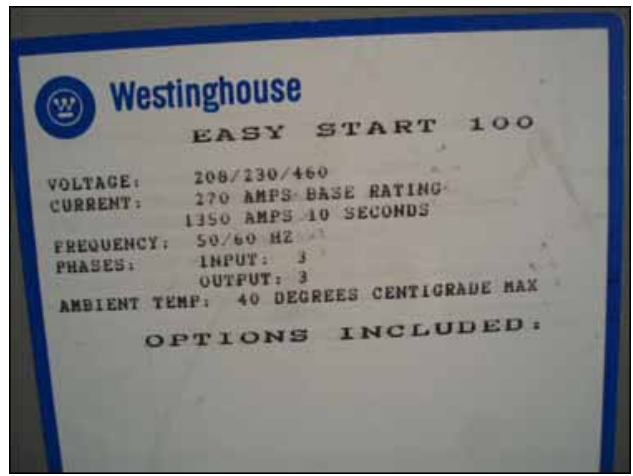 W
Westinghouse
EASY START 100
VOLTAGE: 208/230/460
CURRENT: 270 AMPS BASE RATING
1350 AMPS 10 SECONDS
FREQUENCY: 50/60 HZ
PHASES: INPUT: 3
OUTPUT: 3
AMBIENT TEMP: 40 DEGREES CENTIGRADE MAX
OPTIONS INCLUDED: